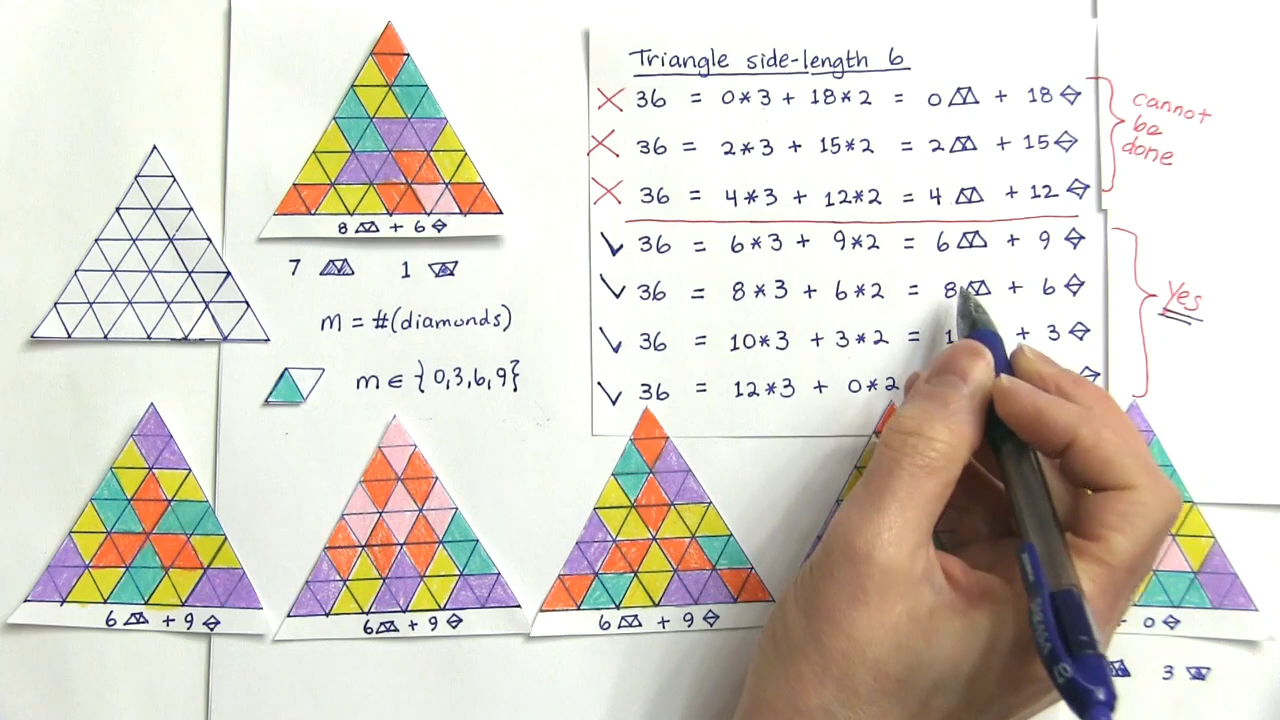 Triangle side-length 6
36 = 0*3 + 18*2 = 0 + 18
36 = 2*3 + 15*2 = 2 + 15
36 = 4*3 + 12*2 = 4 + 12
cannot
be
done
36 = 6*3 + 9*2 = 6 + 9
36 = 8*3 + 6*2 = 8 + 6
36 = 10*3 + 3*2 = 1 + 3
36 = 12*3 + 0*2
Yes
8 + 6
7 1
m = #(diamonds)
m ∈ {0,3,6,9}
6 + 9
6 + 9
6 + 9
0
3